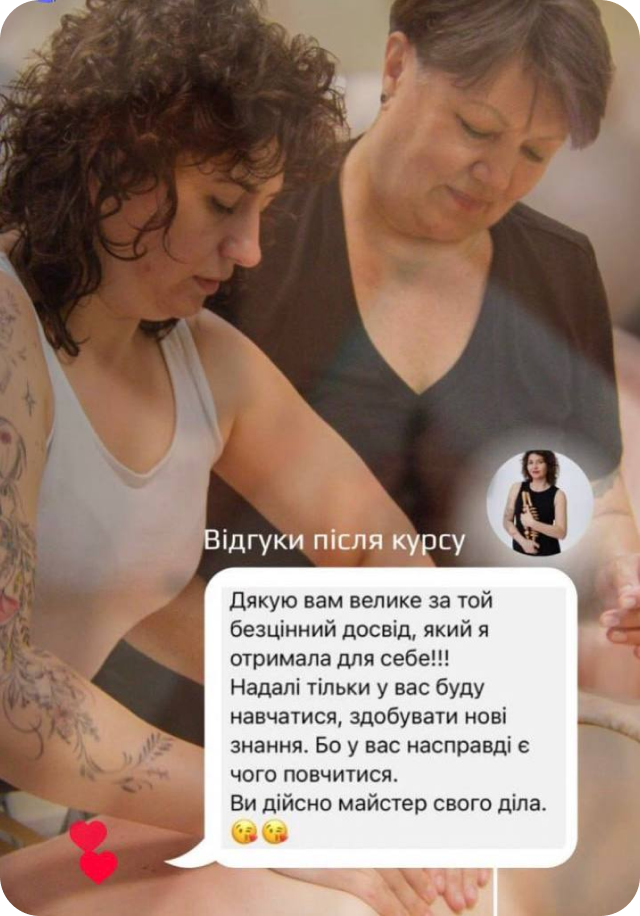 Відгуки після курсу
Дякую вам велике за той
безцінний досвід, який я
отримала для себе!!!
Надалі тільки у вас буду
навчатися, здобувати нові
знання. Бо у вас насправді є
чого повчитися.
Ви дійсно майстер свого діла.
😘😘